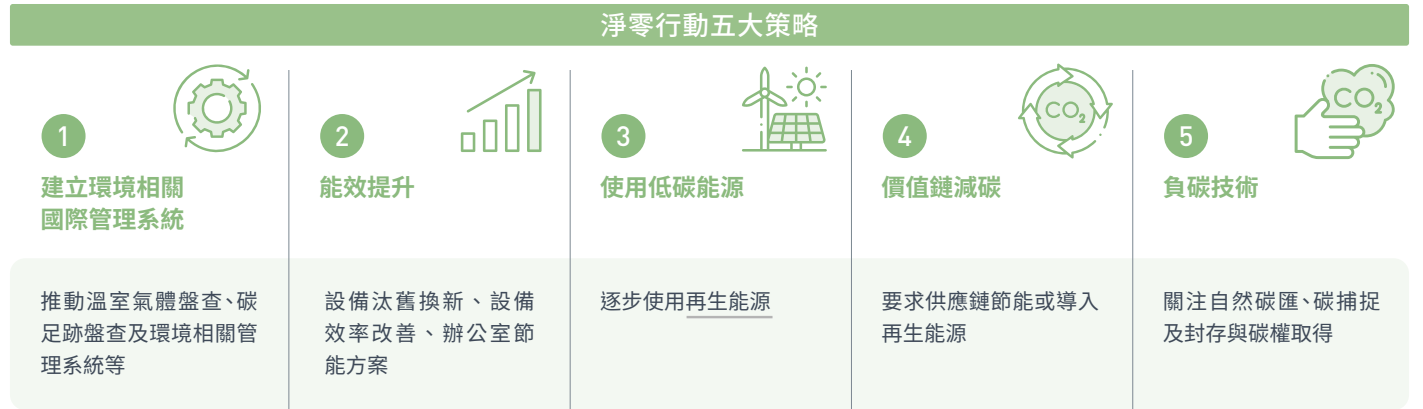 淨零行動五大策略
1
建立環境相關
國際管理系統
推動溫室氣體盤查、碳
足跡盤查及環境相關管
理系統等
2
能效提升
設備汰舊換新、設備
效率改善、辦公室節
能方案
3
使用低碳能源
逐步使用再生能源
4
CO2
價值鏈減碳
要求供應鏈節能或導入
再生能源
5
CO2
負碳技術
關注自然碳匯、碳捕捉
及封存與碳權取得